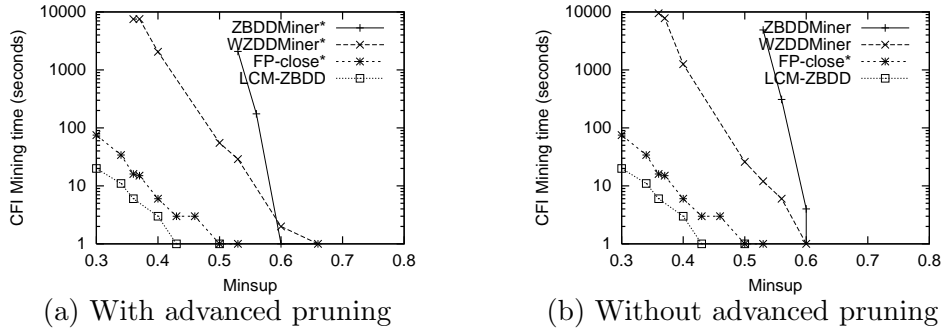 CFI Mining time (seconds)
10000
1000
100
10
1
0.3 0.4 0.5 0.6 0.7 0.8
Minsup
ZBDDMiner*
WZDDMiner*
FP-close*
LCM-ZBDD
(a) With advanced pruning
CFI Mining time (seconds)
10000
1000
100
10
1
0.3 0.4 0.5 0.6 0.7 0.8
Minsup
ZBDDMiner
WZDDMiner
FP-close*
LCM-ZBDD
(b) Without advanced pruning